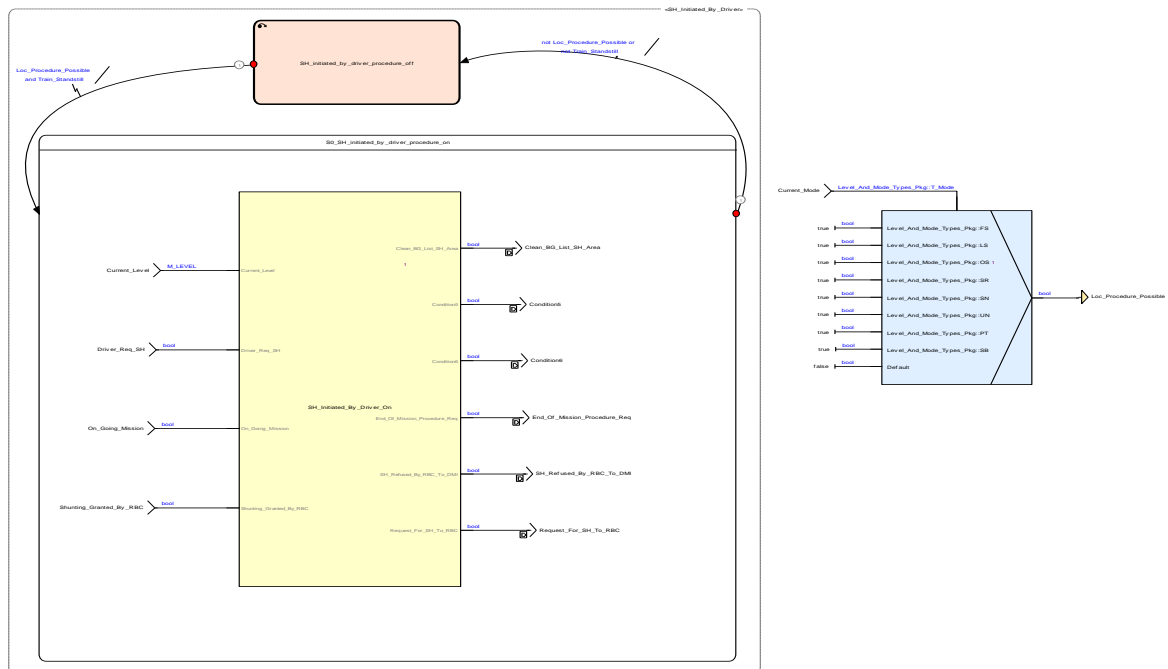 <SH_Initiated_By_Driver>
SH_initiated_by_driver_procedure_off
1
Loc_Procedure_Possible
and Train_Standstill
not Loc_Procedure_Possible or
not Train_Standstill
1
S0_SH_initiated_by_driver_procedure_on
Current_Level
M_LEVEL
Current_Level
Driver_Req_SH
bool
Driver_Req_SH
On_Going_Mission
bool
On_Going_Mission
Shunting_Granted_By_RBC
bool
Shunting_Granted_By_RBC
1
SH_Initiated_By_Driver_On
Clean_BG_List_SH_Area
bool
D
Clean_BG_List_SH_Area
bool
D
Condition5
bool
D
Condition6
End_Of_Mission_Procedure_Req
bool
D
End_Of_Mission_Procedure_Req
SH_Refused_By_RBC_To_DMI
bool
D
SH_Refused_By_RBC_To_DMI
Request_For_SH_To_RBC
bool
D
Request_For_SH_To_RBC
Current_Mode
Level_And_Mode_Types_Pkg::T_Mode
true
bool
Level_And_Mode_Types_Pkg::FS
true
bool
Level_And_Mode_Types_Pkg::LS
true
bool
Level_And_Mode_Types_Pkg::OS 1
true
bool
Level_And_Mode_Types_Pkg::SR
true
bool
Level_And_Mode_Types_Pkg::SN
true
bool
Level_And_Mode_Types_Pkg::UN
true
bool
Level_And_Mode_Types_Pkg::PT
true
bool
Level_And_Mode_Types_Pkg::SB
false
bool
Default
bool
Loc_Procedure_Possible